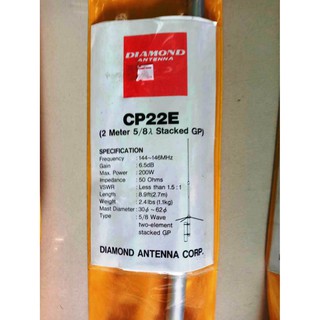 DIAMOND
ANTENNA
CP22E
(2 Meter 5/8λ Stacked GP)
SPECIFICATION
Frequency : 144~146MHz
Gain : 6.5dB
Max. Power : 200W
Impedance : 50 Ohms
VSWR : Less than 1.5 : 1
Length : 8.9ft(2.7m)
Weight : 2.4lbs (1.1kg)
Mast Diameter : 30φ~62φ
Type : 5/8 Wave
two-element
stacked GP
DIAMOND ANTENNA CORP.